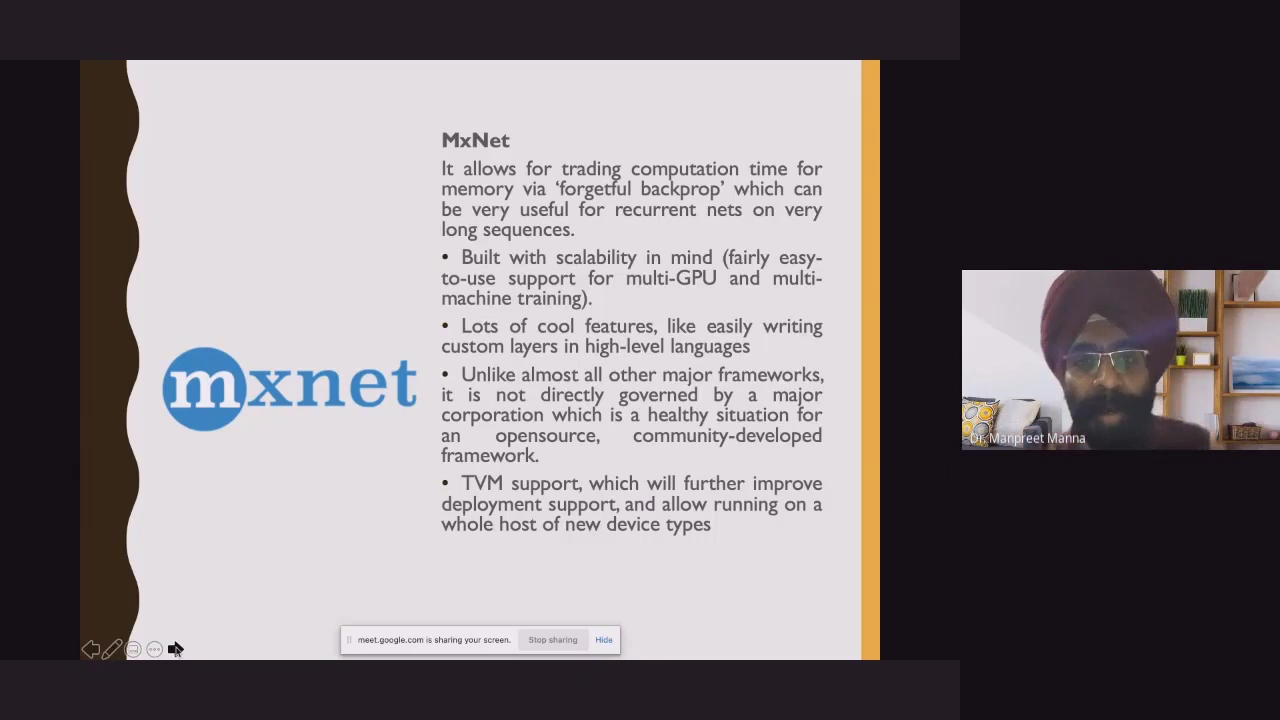 MxNet
It allows for trading computation time for
memory via ‘forgetful backprop’ which can
be very useful for recurrent nets on very
long sequences.
• Built with scalability in mind (fairly easy-
to-use support for multi-GPU and multi-
machine training).
• Lots of cool features, like easily writing
custom layers in high-level languages
• Unlike almost all other major frameworks,
it is not directly governed by a major
corporation which is a healthy situation for
an opensource, community-developed
framework.
• TVM support, which will further improve
deployment support, and allow running on a
whole host of new device types
mxnet
meet.google.com is sharing your screen. Stop sharing Hide
Dr. Manpreet Manna